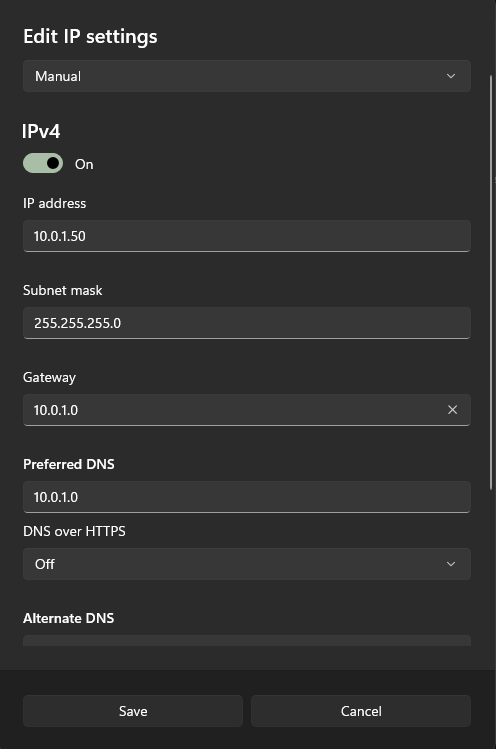 Edit IP settings
Manual
IPv4
On
IP address
10.0.1.50
Subnet mask
255.255.255.0
Gateway
10.0.1.0
Preferred DNS
10.0.1.0
DNS over HTTPS
Off
Alternate DNS
Save
Cancel